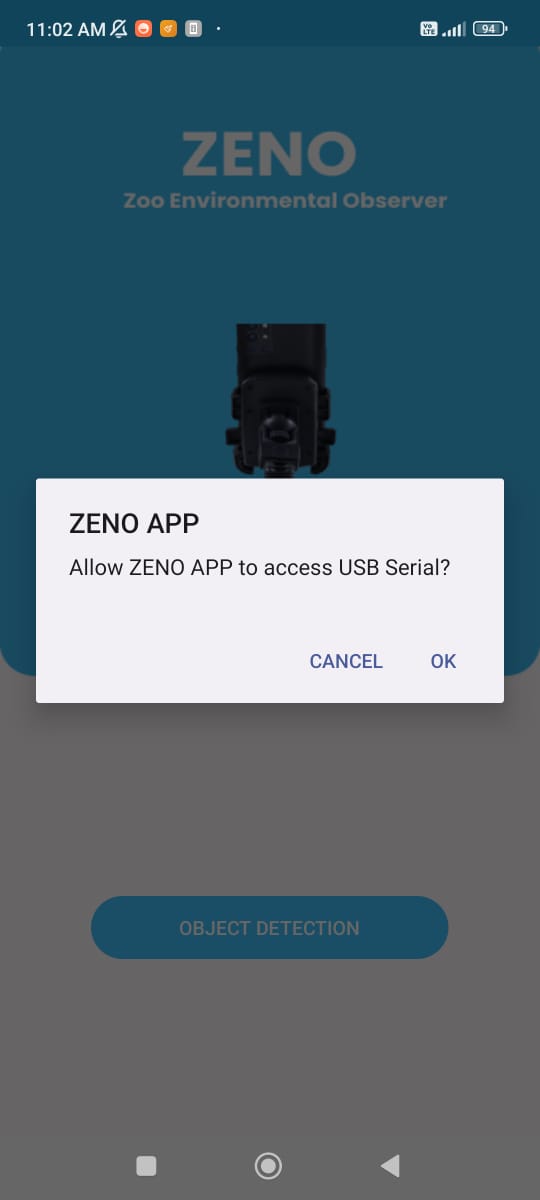 11:02 AM
Vo LTE
94
ZENO
Zoo Environmental Observer
ZENO APP
Allow ZENO APP to access USB Serial?
CANCEL OK
OBJECT DETECTION